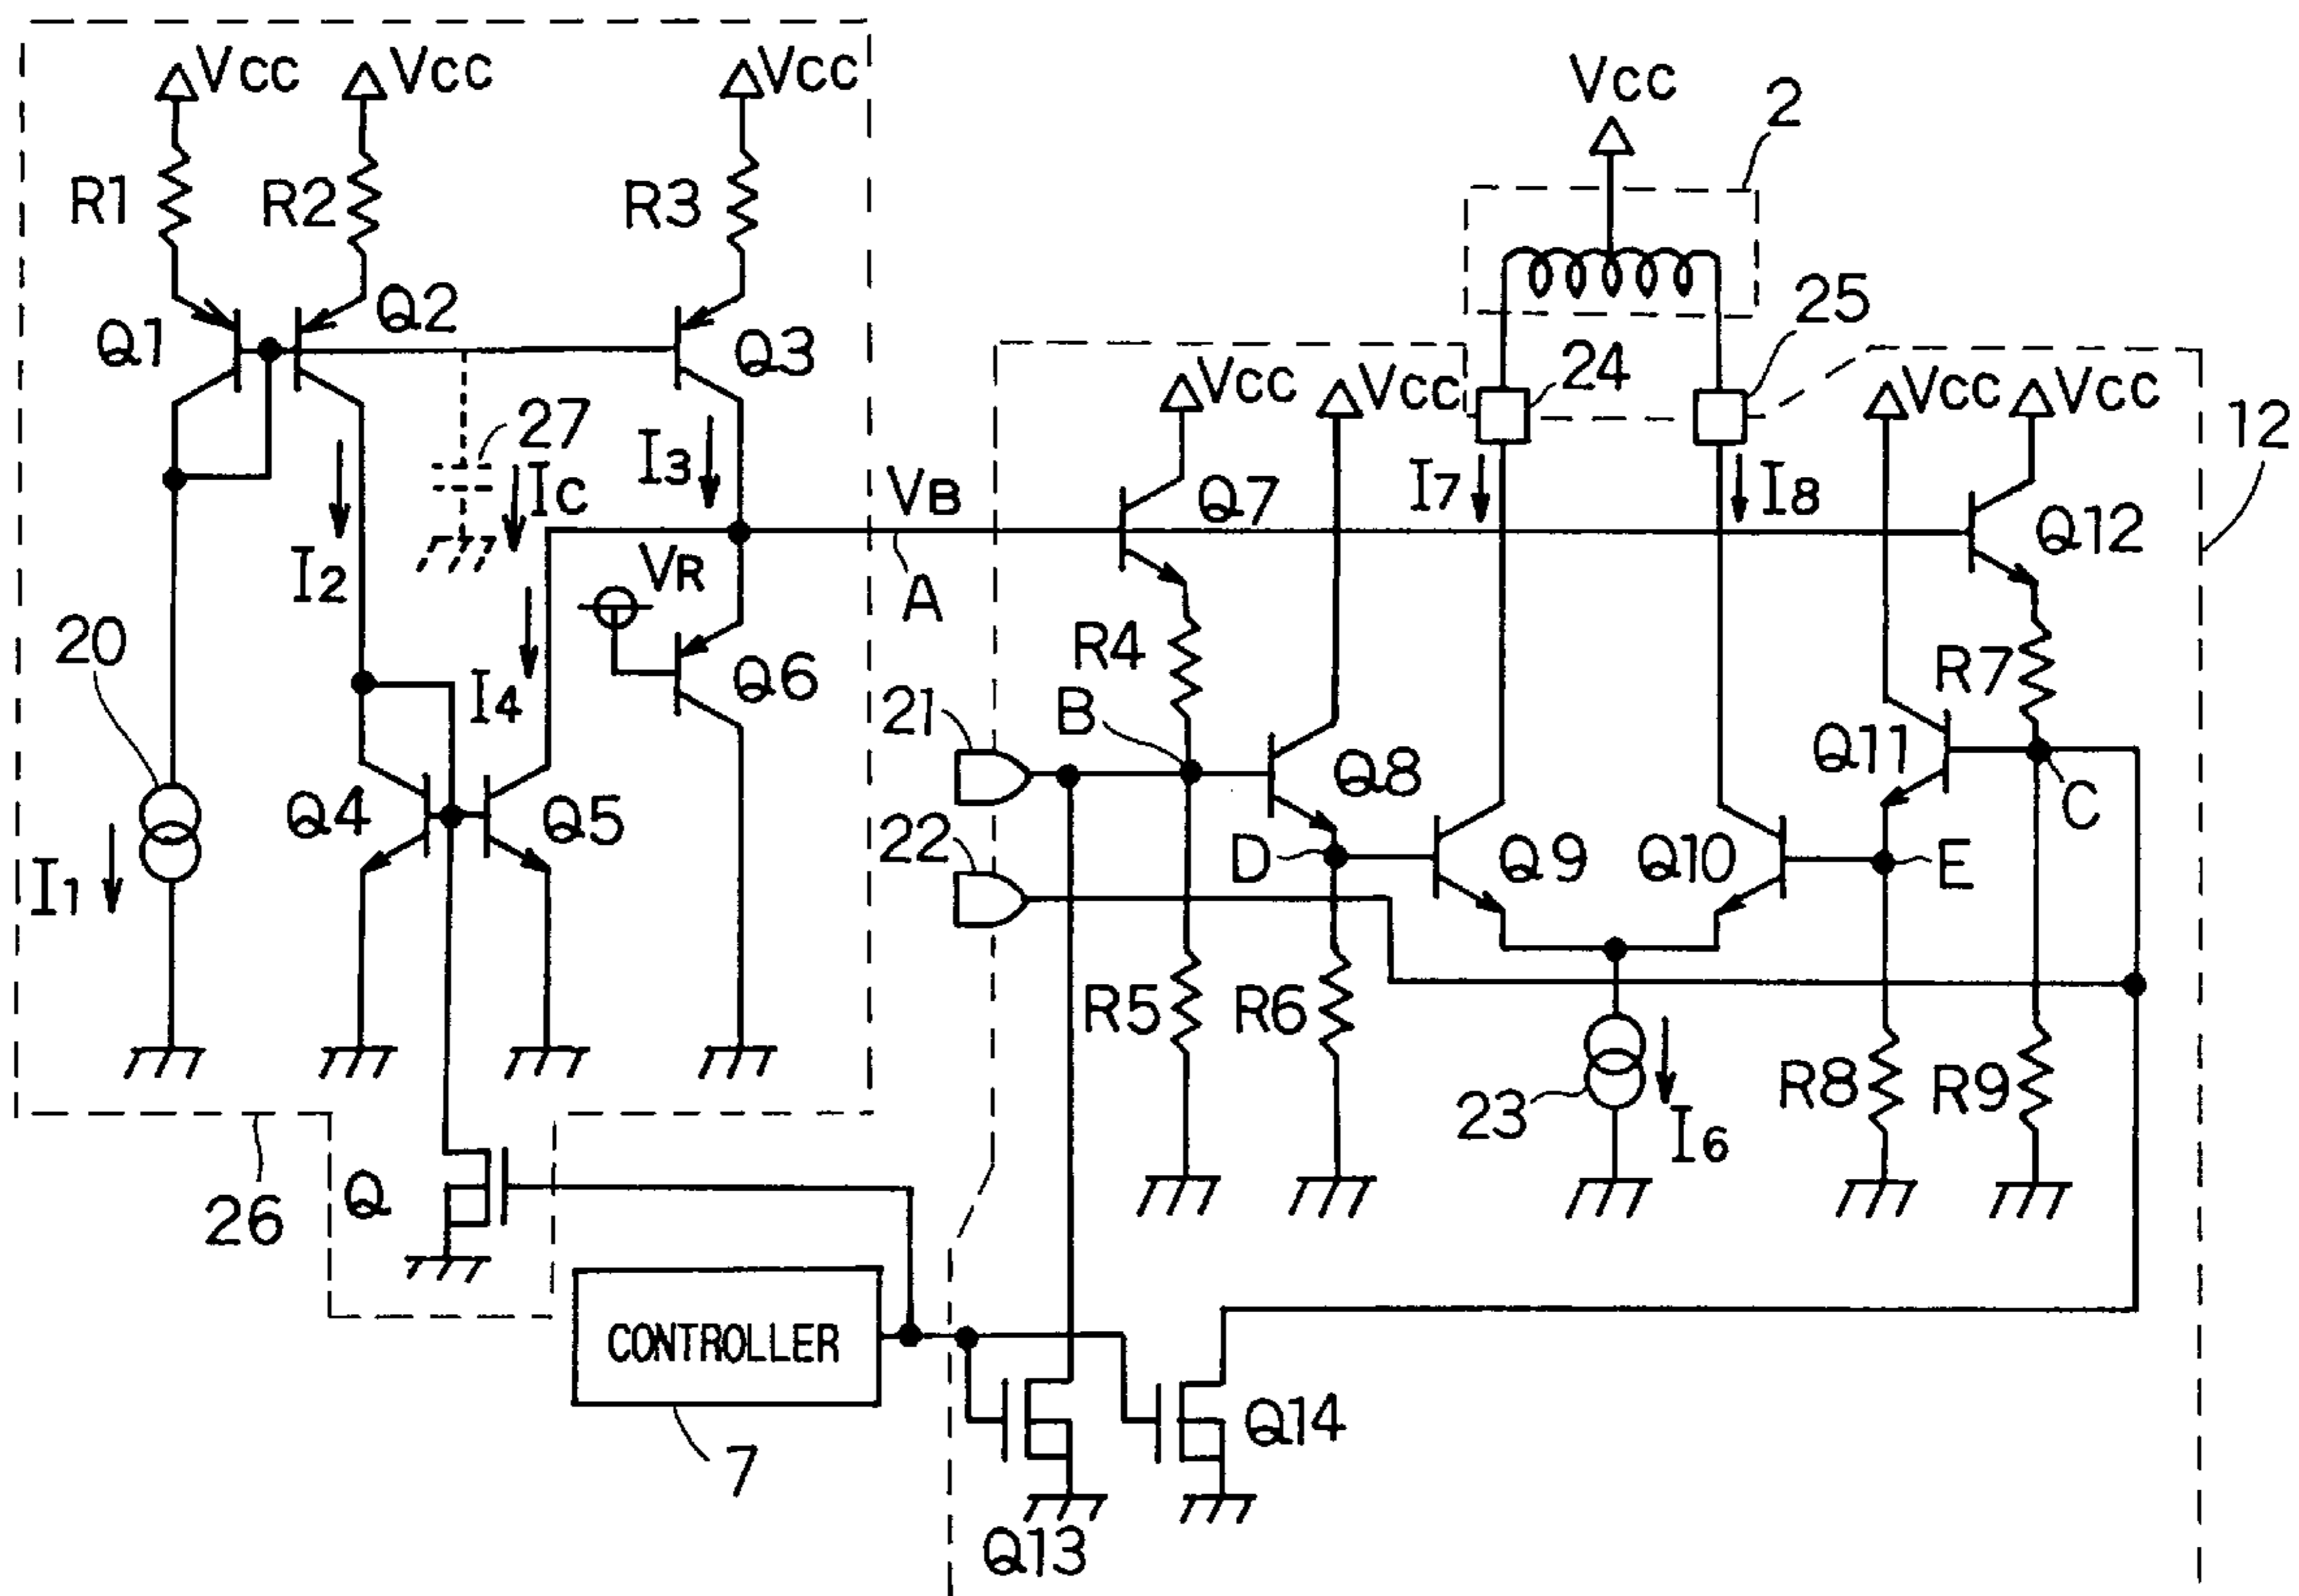 Vcc
Vcc
Vcc
Vcc
2
R1
R2
R3
Q1
Q2
Q3
25
24
Vcc
Vcc
Vcc
Vcc
12
27
Ic
I3
VB
Q7
I7
I8
Q12
I2
VR
A
20
I4
Q6
R4
R7
21
B
Q8
Q11
C
Q4
Q5
22
D
Q9
Q10
E
I1
R5
R6
23
I6
R8
R9
26
Q
CONTROLLER
7
Q14
Q13